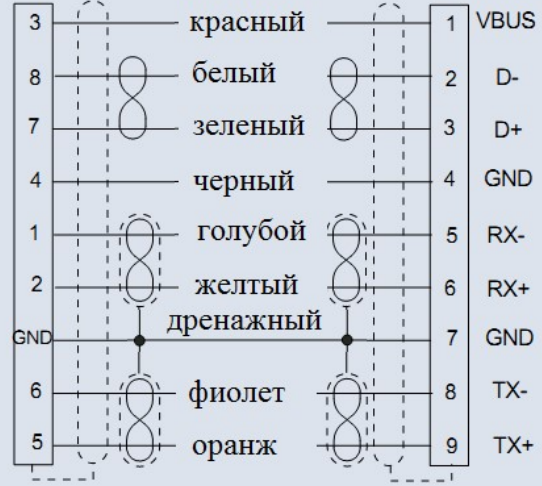 3 красный 1 VBUS
8 белый 2 D-
7 зеленый 3 D+
4 черный 4 GND
1 голубой 5 RX-
2 желтый 6 RX+
GND дренажный 7 GND
6 фиолет 8 TX-
5 оранж 9 TX+